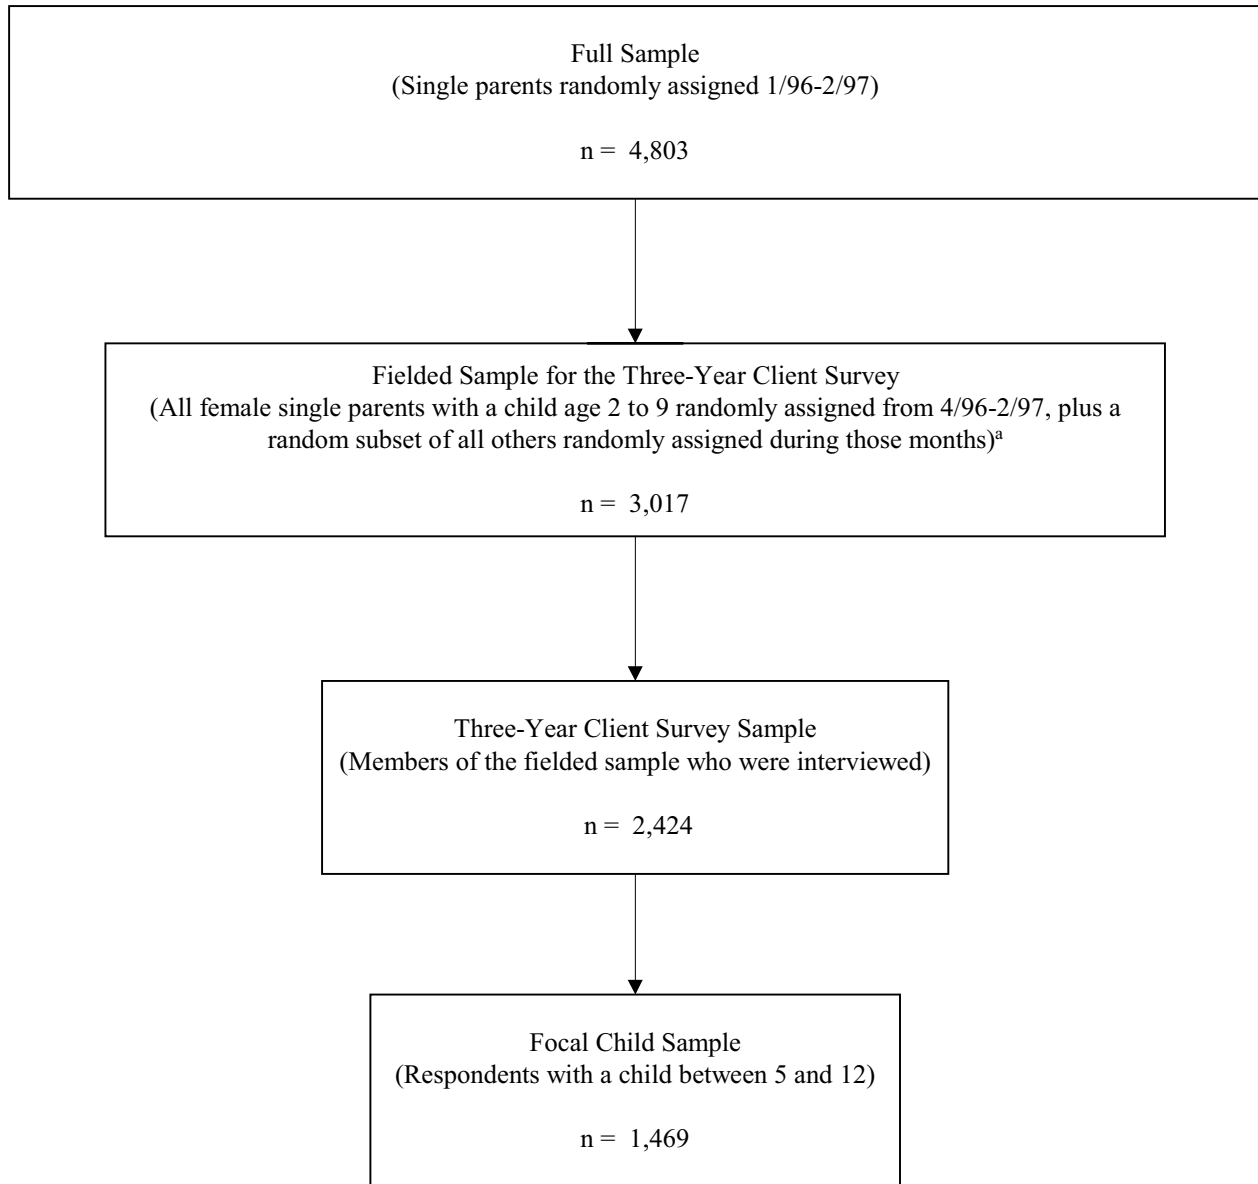 Full Sample
(Single parents randomly assigned 1/96-2/97)
n = 4,803
Fielded Sample for the Three-Year Client Survey
(All female single parents with a child age 2 to 9 randomly assigned from 4/96-2/97, plus a
random subset of all others randomly assigned during those months)ᵃ
n = 3,017
Three-Year Client Survey Sample
(Members of the fielded sample who were interviewed)
n = 2,424
Focal Child Sample
(Respondents with a child between 5 and 12)
n = 1,469